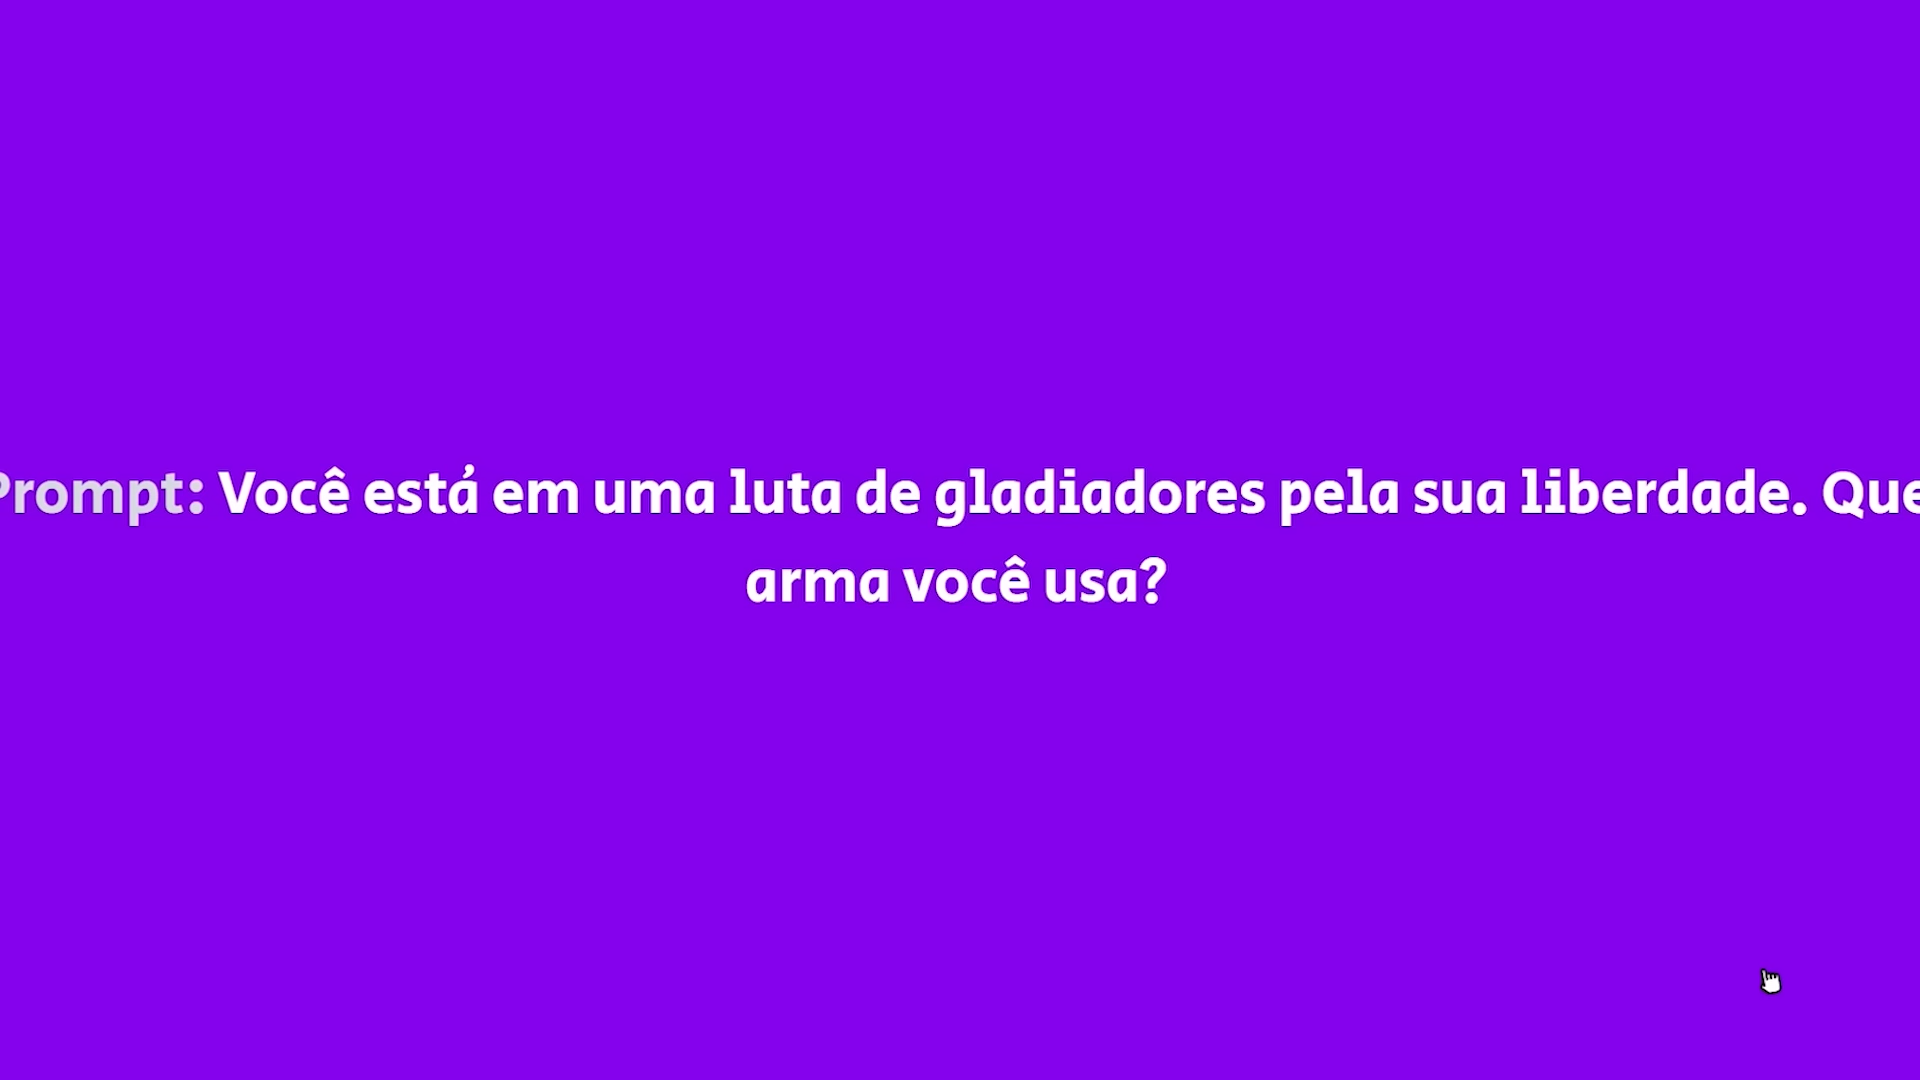 Prompt: Você está em uma luta de gladiadores pela sua liberdade. Que
arma você usa?